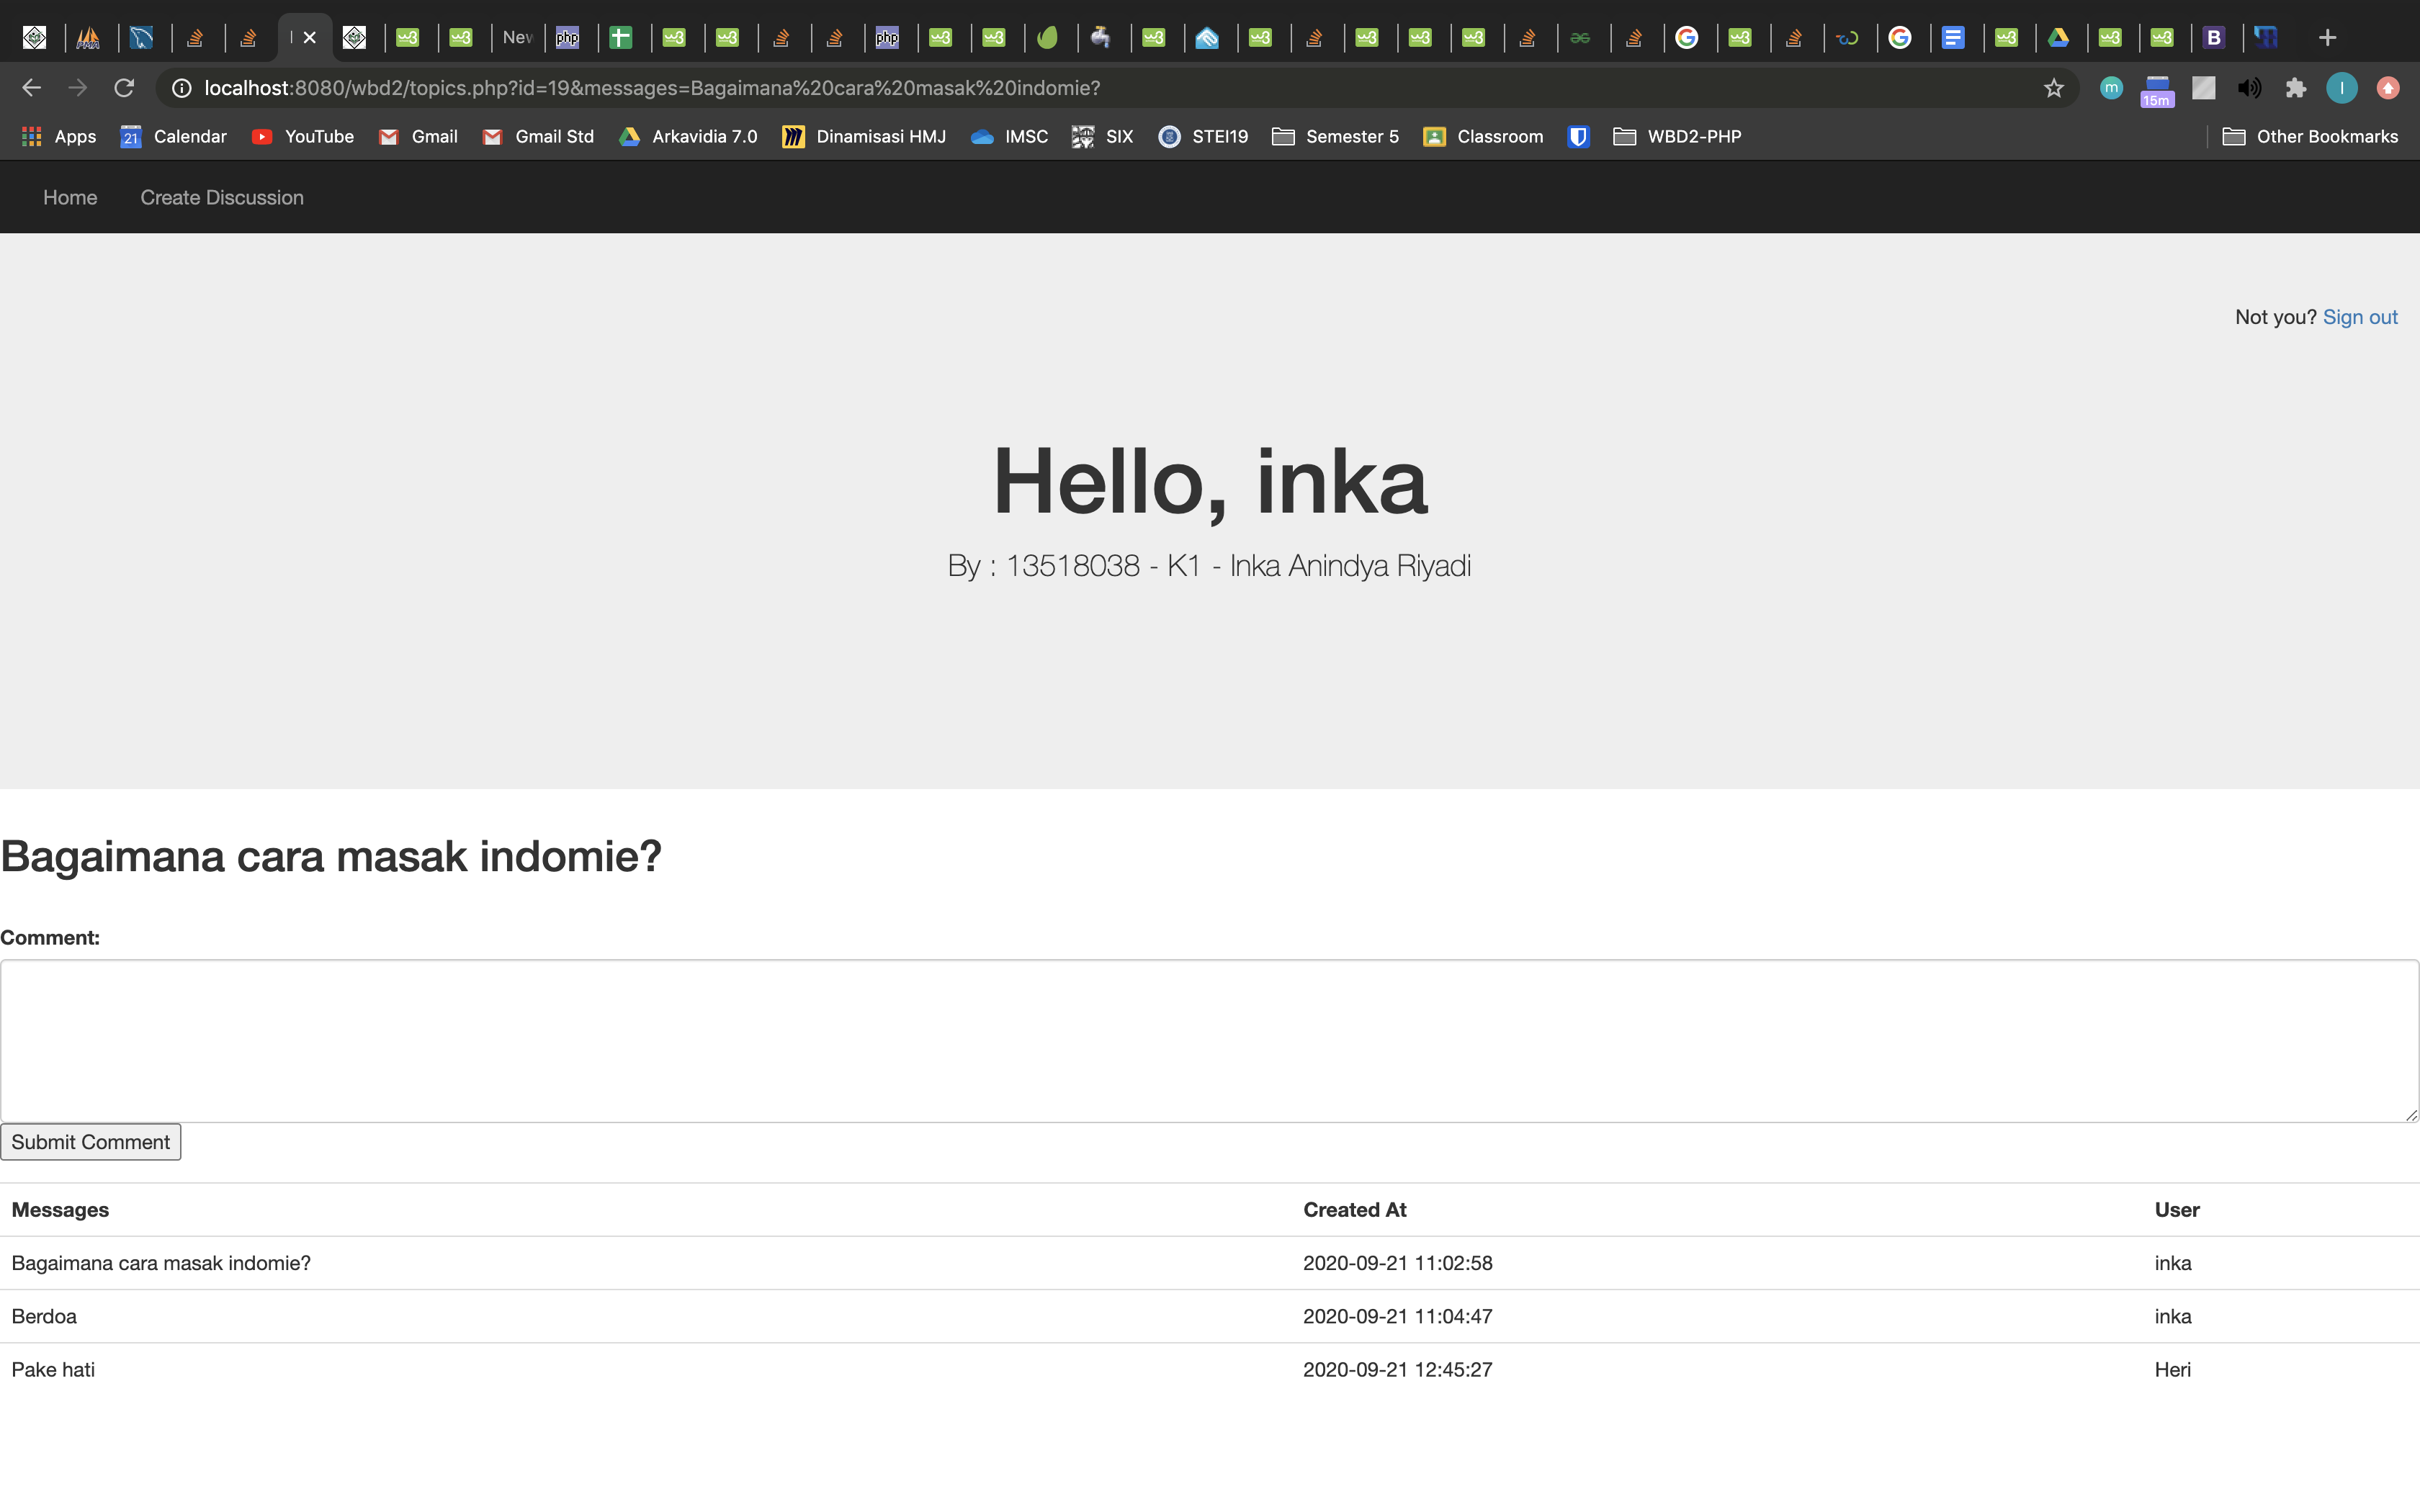 New
localhost:8080/wbd2/topics.php?id=19&messages=Bagaimana%20cara%20masak%20indomie?
m
15m
I
Apps
21
Calendar
YouTube
Gmail
Gmail Std
Arkavidia 7.0
Dinamisasi HMJ
IMSC
SIX
STEI19
Semester 5
Classroom
WBD2-PHP
Other Bookmarks
Home
Create Discussion
Not you? Sign out
Hello, inka
By : 13518038 - K1 - Inka Anindya Riyadi
Bagaimana cara masak indomie?
Comment:
Submit Comment
Messages Created At User
Bagaimana cara masak indomie? 2020-09-21 11:02:58 inka
Berdoa 2020-09-21 11:04:47 inka
Pake hati 2020-09-21 12:45:27 Heri